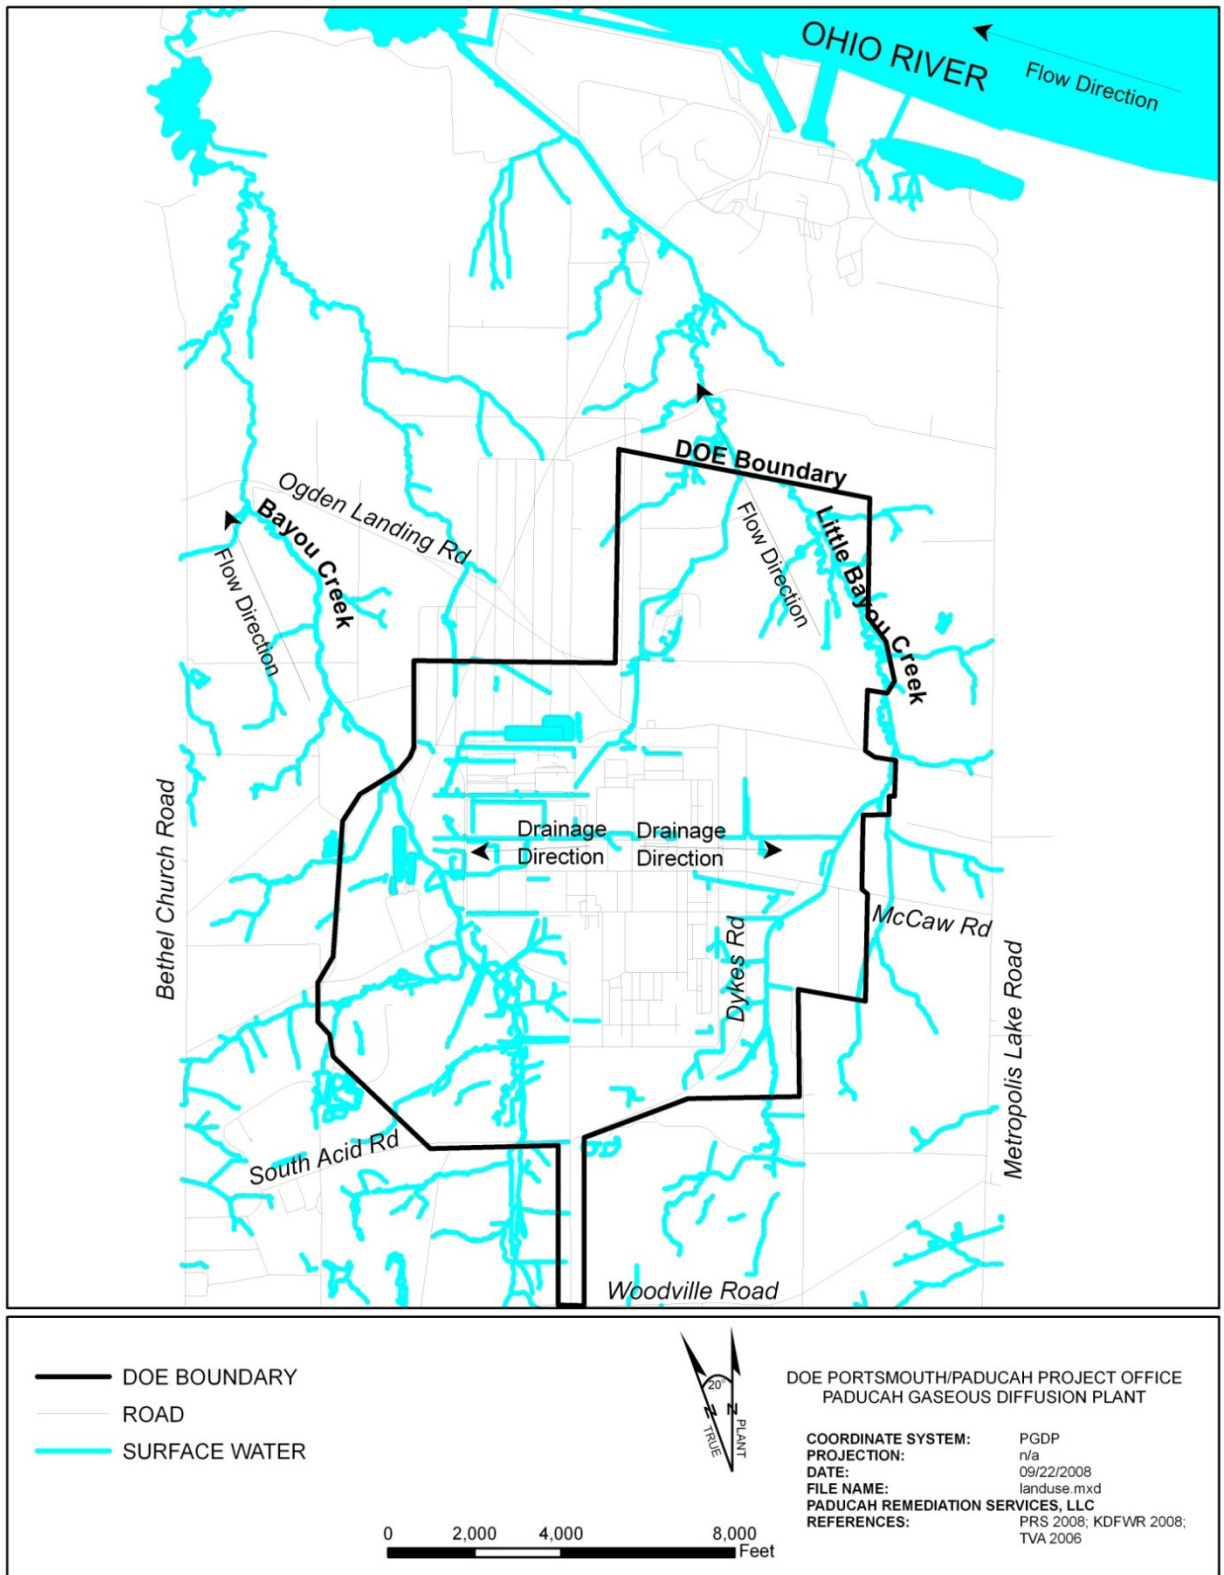 OHIO RIVER
Flow Direction
DOE Boundary
Ogden Landing Rd
Bayou Creek
Flow Direction
Flow Direction
Little Bayou Creek
Bethel Church Road
Drainage
Direction
Drainage
Direction
McCaw Rd
Dykes Rd
Metropolis Lake Road
South Acid Rd
Woodville Road
DOE BOUNDARY
ROAD
SURFACE WATER
20°
N
TRUE
N
PLANT
0 2,000 4,000 8,000
Feet
DOE PORTSMOUTH/PADUCAH PROJECT OFFICE
PADUCAH GASEOUS DIFFUSION PLANT
COORDINATE SYSTEM: PGDP
PROJECTION: n/a
DATE: 09/22/2008
FILE NAME: landuse.mxd
PADUCAH REMEDIATION SERVICES, LLC
REFERENCES: PRS 2008; KDFWR 2008;
TVA 2006